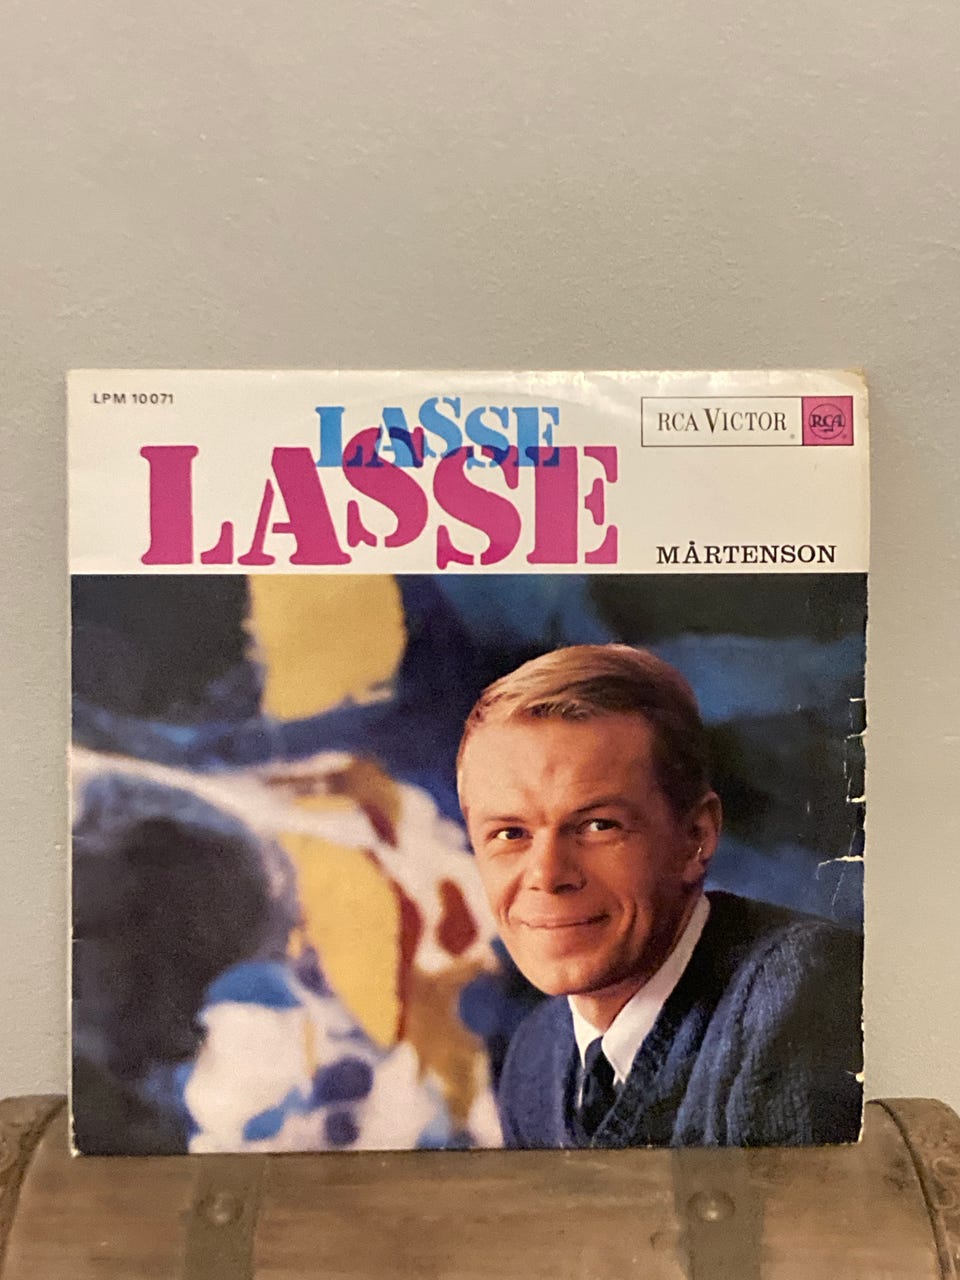 LPM 10071
LASSE
RCA VICTOR
RCA
LASSE
MÅRTENSON